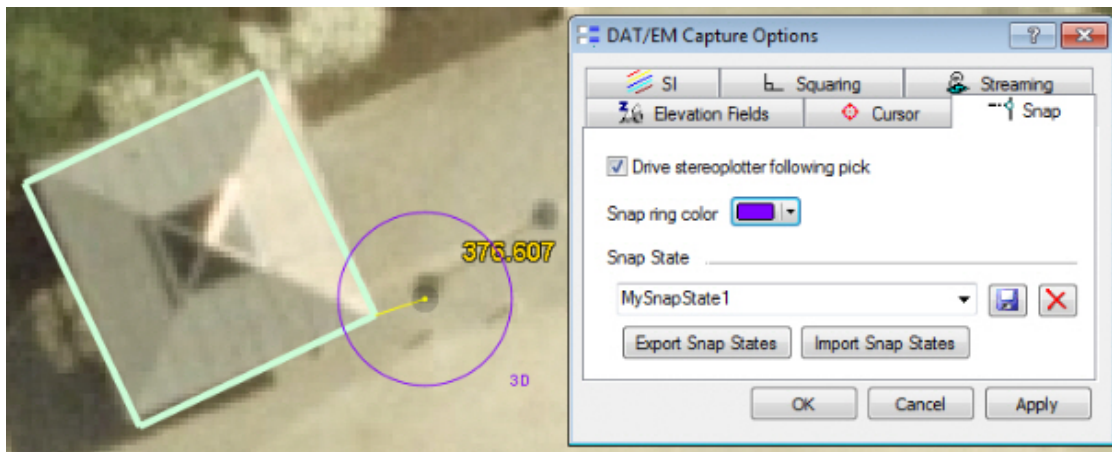 376.607
3D
DAT/EM Capture Options
SI
Squaring
Streaming
Elevation Fields
Cursor
Snap
Drive stereoplotter following pick
Snap ring color
Snap State
MySnapState1
Export Snap States
Import Snap States
OK
Cancel
Apply